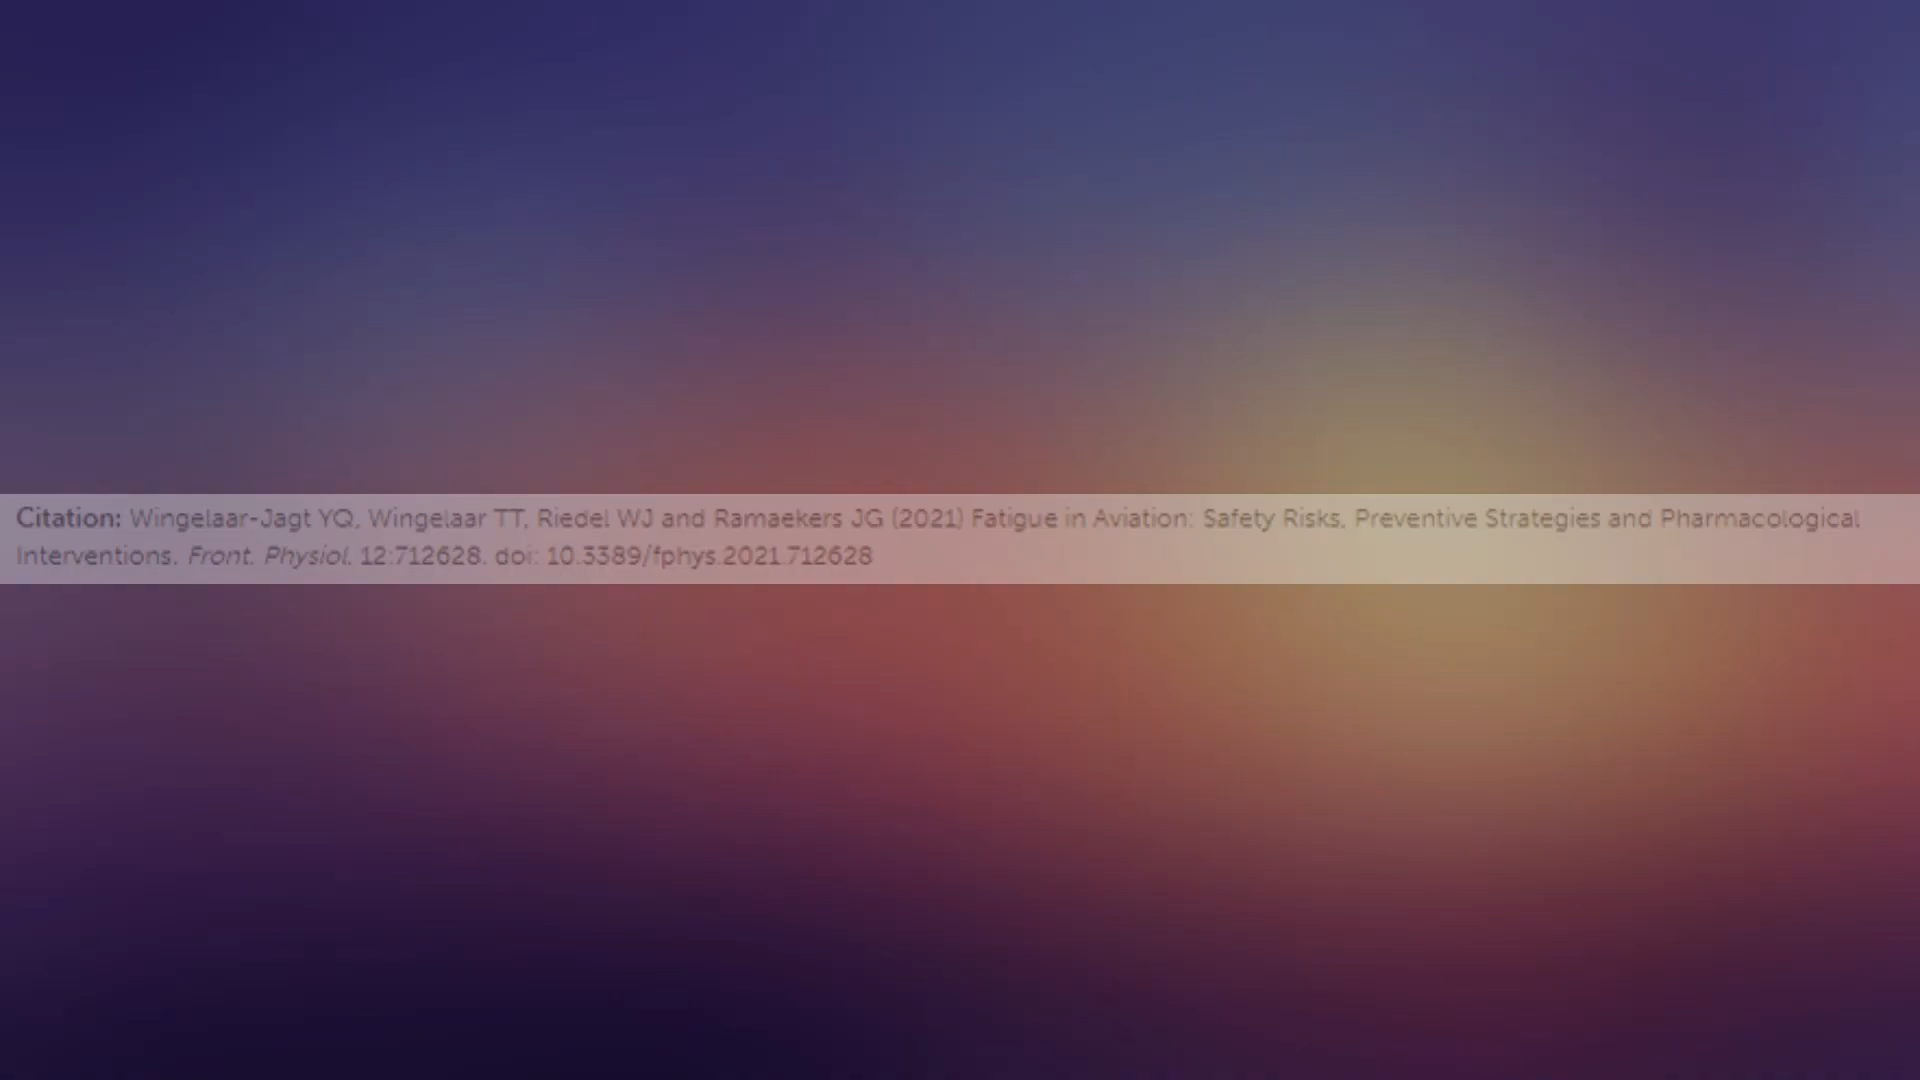 Citation: Wingelaar-Jagt YQ, Wingelaar TT, Riedel WJ and Ramaekers JG (2021) Fatigue in Aviation: Safety Risks, Preventive Strategies and Pharmacological
Interventions. Front. Physiol. 12:712628. doi: 10.3389/fphys.2021.712628